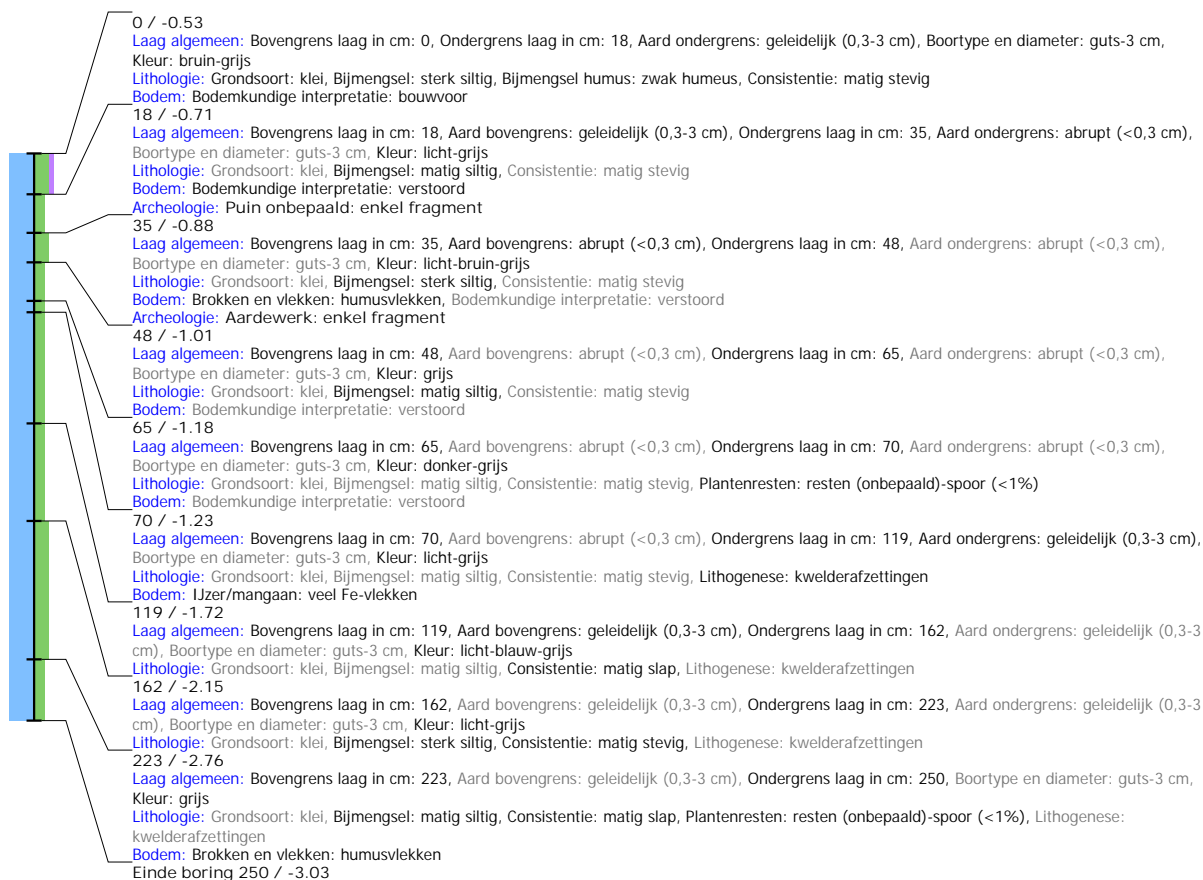 0 / -0.53
Laag algemeen: Bovengrens laag in cm: 0, Ondergrens laag in cm: 18, Aard ondergrens: geleidelijk (0,3-3 cm), Boortype en diameter: guts-3 cm,
Kleur: bruin-grijs
Lithologie: Grondsoort: klei, Bijmengsel: sterk siltig, Bijmengsel humus: zwak humeus, Consistentie: matig stevig
Bodem: Bodemkundige interpretatie: bouwvoor
18 / -0.71
Laag algemeen: Bovengrens laag in cm: 18, Aard bovengrens: geleidelijk (0,3-3 cm), Ondergrens laag in cm: 35, Aard ondergrens: abrupt (<0,3 cm),
Boortype en diameter: guts-3 cm, Kleur: licht-grijs
Lithologie: Grondsoort: klei, Bijmengsel: matig siltig, Consistentie: matig stevig
Bodem: Bodemkundige interpretatie: verstoord
Archeologie: Puin onbepaald: enkel fragment
35 / -0.88
Laag algemeen: Bovengrens laag in cm: 35, Aard bovengrens: abrupt (<0,3 cm), Ondergrens laag in cm: 48, Aard ondergrens: abrupt (<0,3 cm),
Boortype en diameter: guts-3 cm, Kleur: licht-bruin-grijs
Lithologie: Grondsoort: klei, Bijmengsel: sterk siltig, Consistentie: matig stevig
Bodem: Brokken en vlekken: humusvlekken, Bodemkundige interpretatie: verstoord
Archeologie: Aardewerk: enkel fragment
48 / -1.01
Laag algemeen: Bovengrens laag in cm: 48, Aard bovengrens: abrupt (<0,3 cm), Ondergrens laag in cm: 65, Aard ondergrens: abrupt (<0,3 cm),
Boortype en diameter: guts-3 cm, Kleur: grijs
Lithologie: Grondsoort: klei, Bijmengsel: matig siltig, Consistentie: matig stevig
Bodem: Bodemkundige interpretatie: verstoord
65 / -1.18
Laag algemeen: Bovengrens laag in cm: 65, Aard bovengrens: abrupt (<0,3 cm), Ondergrens laag in cm: 70, Aard ondergrens: abrupt (<0,3 cm),
Boortype en diameter: guts-3 cm, Kleur: donker-grijs
Lithologie: Grondsoort: klei, Bijmengsel: matig siltig, Consistentie: matig stevig, Plantenresten: resten (onbepaald)-spoor (<1%)
Bodem: Bodemkundige interpretatie: verstoord
70 / -1.23
Laag algemeen: Bovengrens laag in cm: 70, Aard bovengrens: abrupt (<0,3 cm), Ondergrens laag in cm: 119, Aard ondergrens: geleidelijk (0,3-3 cm),
Boortype en diameter: guts-3 cm, Kleur: licht-grijs
Lithologie: Grondsoort: klei, Bijmengsel: matig siltig, Consistentie: matig stevig, Lithogenese: kwelderafzettingen
Bodem: IJzer/mangaan: veel Fe-vlekken
119 / -1.72
Laag algemeen: Bovengrens laag in cm: 119, Aard bovengrens: geleidelijk (0,3-3 cm), Ondergrens laag in cm: 162, Aard ondergrens: geleidelijk (0,3-3
cm), Boortype en diameter: guts-3 cm, Kleur: licht-blauw-grijs
Lithologie: Grondsoort: klei, Bijmengsel: matig siltig, Consistentie: matig slap, Lithogenese: kwelderafzettingen
162 / -2.15
Laag algemeen: Bovengrens laag in cm: 162, Aard bovengrens: geleidelijk (0,3-3 cm), Ondergrens laag in cm: 223, Aard ondergrens: geleidelijk (0,3-3
cm), Boortype en diameter: guts-3 cm, Kleur: licht-grijs
Lithologie: Grondsoort: klei, Bijmengsel: sterk siltig, Consistentie: matig stevig, Lithogenese: kwelderafzettingen
223 / -2.76
Laag algemeen: Bovengrens laag in cm: 223, Aard bovengrens: geleidelijk (0,3-3 cm), Ondergrens laag in cm: 250, Boortype en diameter: guts-3 cm,
Kleur: grijs
Lithologie: Grondsoort: klei, Bijmengsel: matig siltig, Consistentie: matig slap, Plantenresten: resten (onbepaald)-spoor (<1%), Lithogenese:
kwelderafzettingen
Bodem: Brokken en vlekken: humusvlekken
Einde boring 250 / -3.03